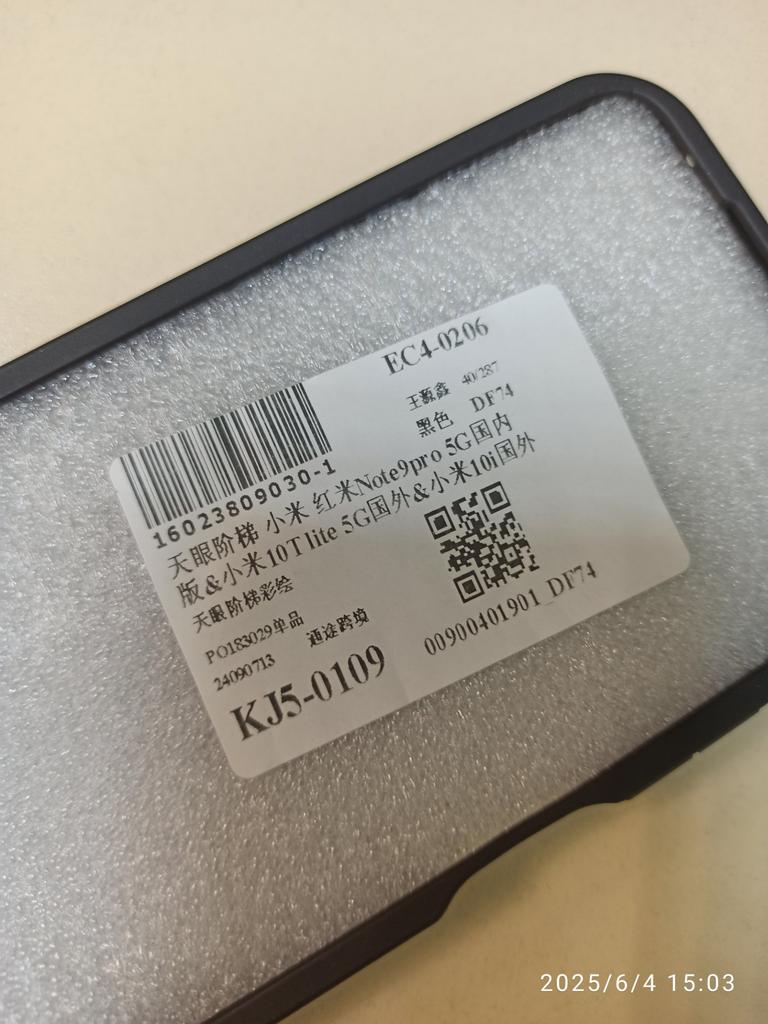 EC4-0206
王源鑫 40/287
黑色 DF74
16023809030-1
天眼阶梯 小米 红米Note9pro 5G国内
版&小米10T lite 5G国外&小米10i国外
天眼阶梯彩绘
PO183029单品 通途跨境
24090713
KJ5-0109
00900401901_DF74
2025/6/4 15:03